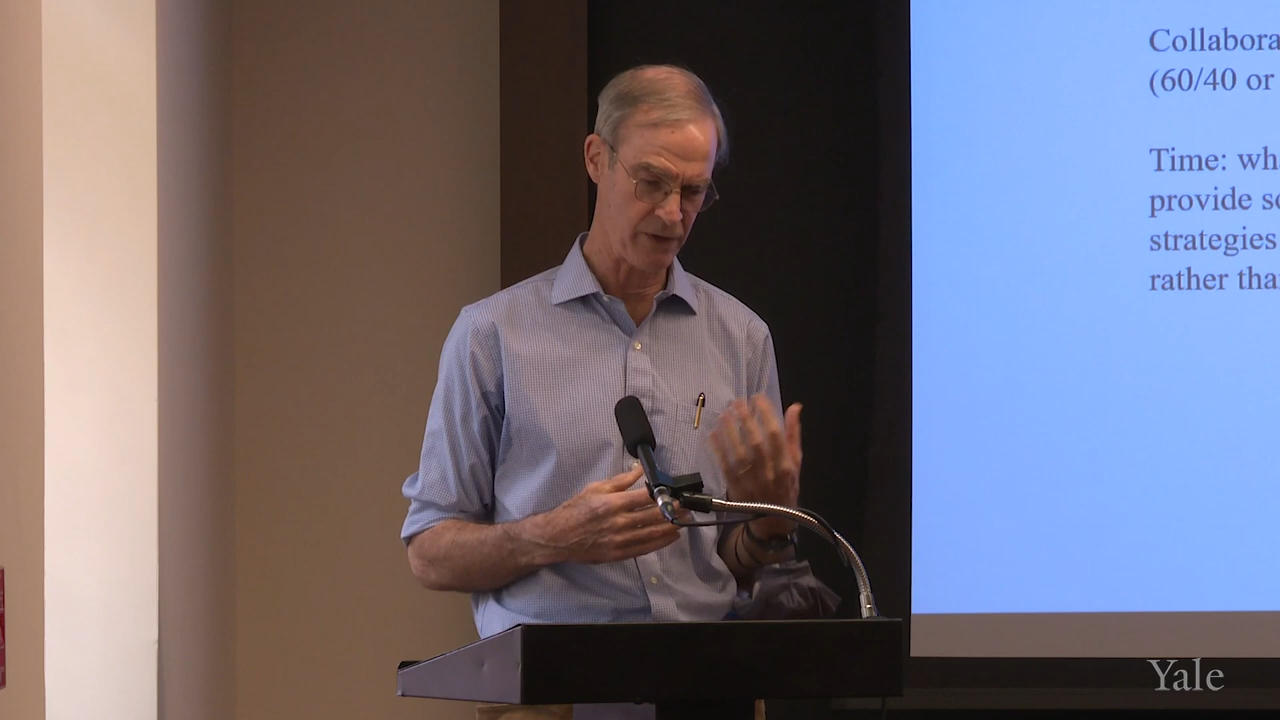 Collabora
(60/40 or
Time: wh
provide s
strategies
rather tha
Yale